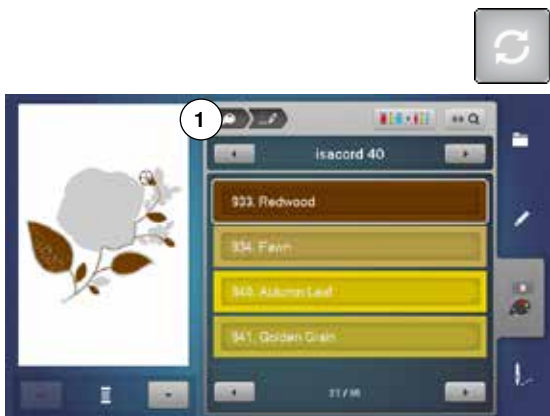 1
isacord 40
933. Redwood
934. Fawn
940. Autumn Leaf
941. Golden Grain